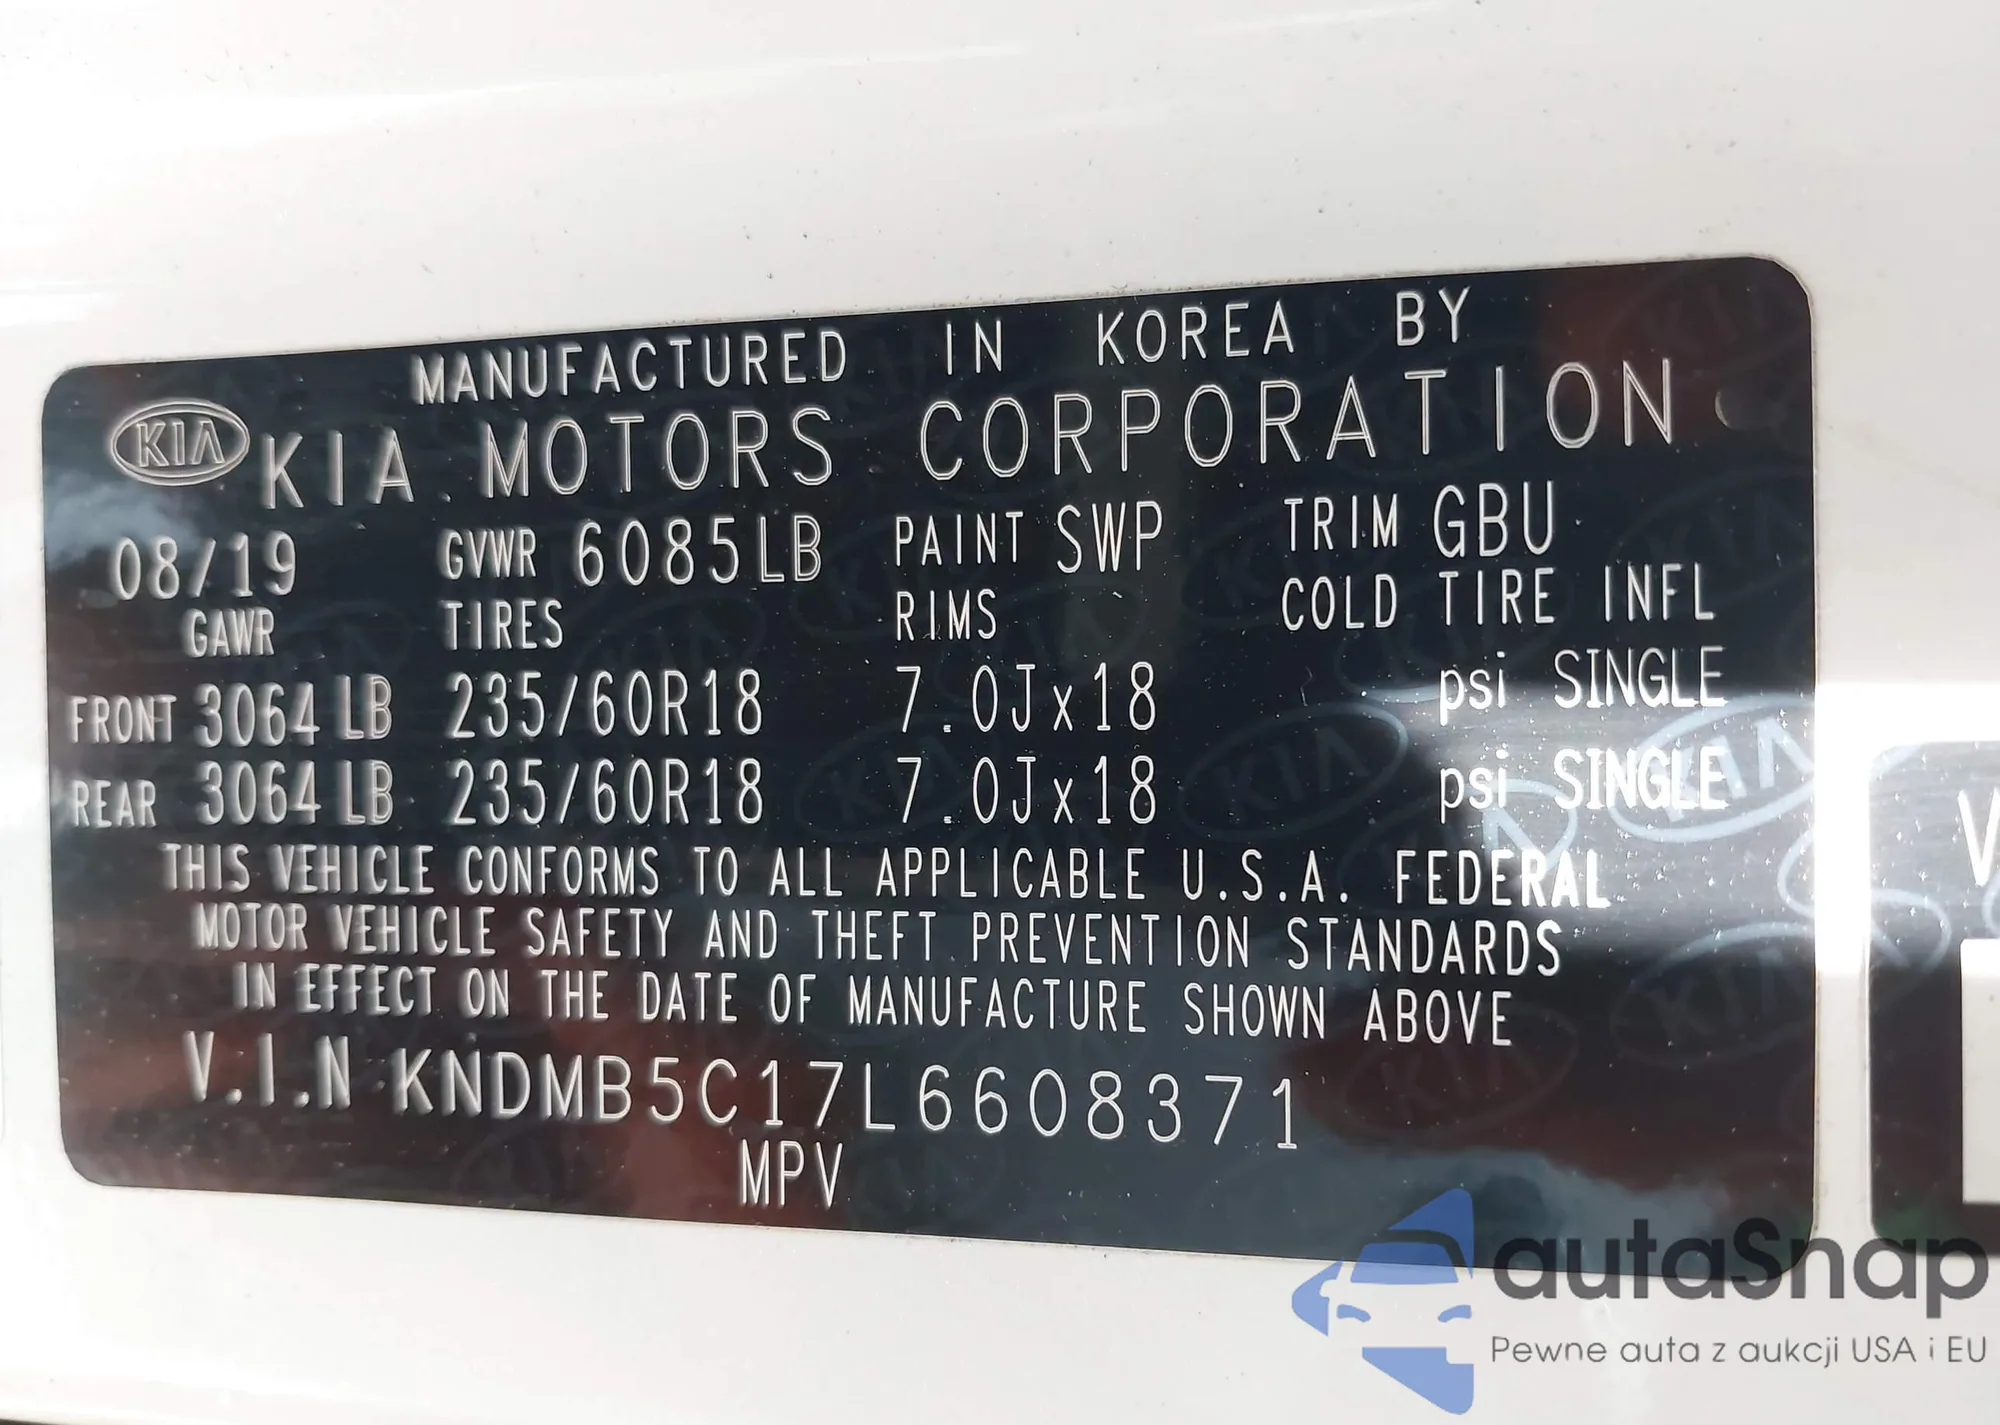 MANUFACTURED IN KOREA BY
KIA KIA MOTORS CORPORATION
08/19 GVWR 6085LB PAINT SWP TRIM GBU
GAWR TIRES RIMS COLD TIRE INFL
FRONT 3064 LB 235/60R18 7.0Jx18 psi SINGLE
REAR 3064 LB 235/60R18 7.0Jx18 psi SINGLE
THIS VEHICLE CONFORMS TO ALL APPLICABLE U.S.A. FEDERAL
MOTOR VEHICLE SAFETY AND THEFT PREVENTION STANDARDS
IN EFFECT ON THE DATE OF MANUFACTURE SHOWN ABOVE
V.I.N KNDMB5C17L6608371
MPV
autaSnap
Pewne auta z aukcji USA i EU